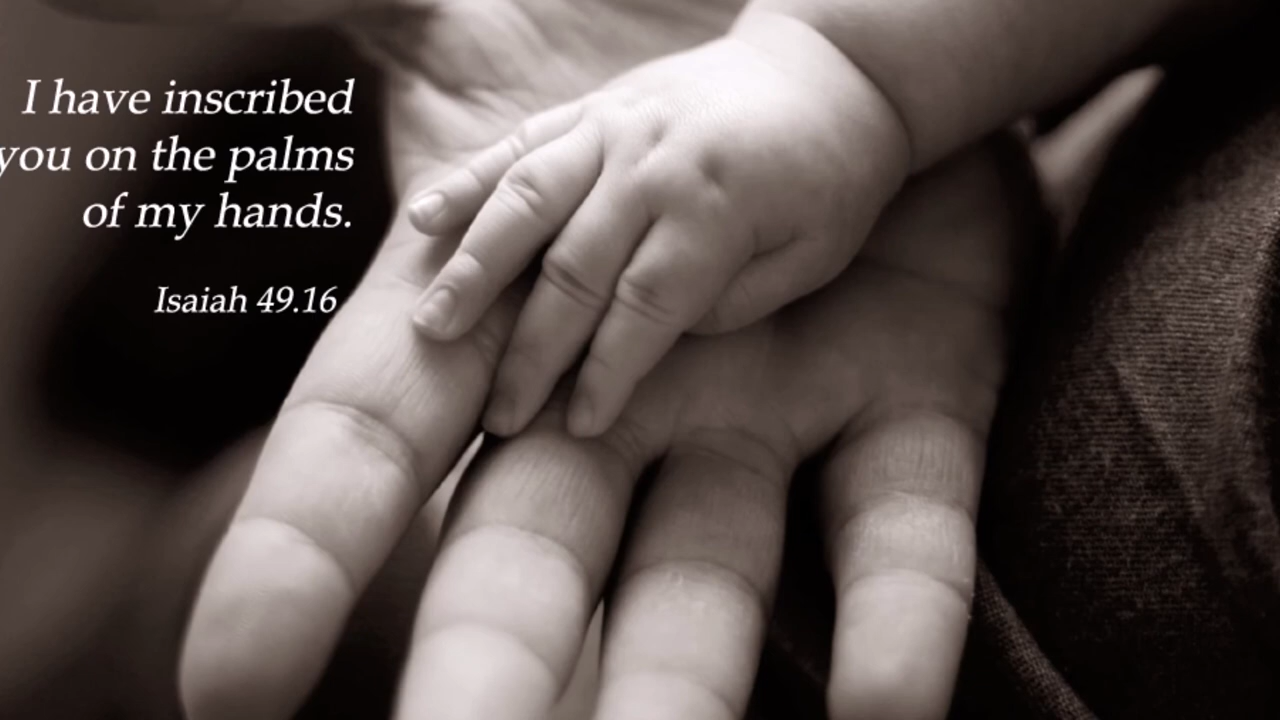 I have inscribed
you on the palms
of my hands.
Isaiah 49.16